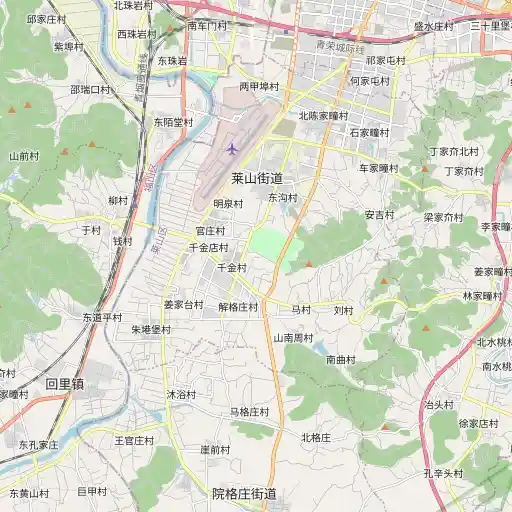 邱家庄村
北珠岩村
南车门村
盛水庄村
三十里堡
西珠岩村
紫埠村
青荣城际线
东珠岩
祁家屯村
何家屯村
邵瑞口村
两甲埠村
北陈家疃村
东陌堂村
石家疃村
丁家夼北村
山前村
车家疃村
丁家夼村
莱山街道
柳村
明泉村
东沟村
安吉村
梁家夼村
于村
官庄村
李家疃
钱村
千金店村
莱山区
千金村
姜家疃村
林家疃村
姜家台村
解格庄村
马村
刘村
东道平村
朱塂堡村
山南周村
北水桃林
南曲村
南水桃
回里镇
家疃村
沐浴村
冶头村
马格庄村
徐家店村
王官庄村
北格庄
东孔家庄
崖前村
孔辛头村
东黄山村
巨甲村
院格庄街道